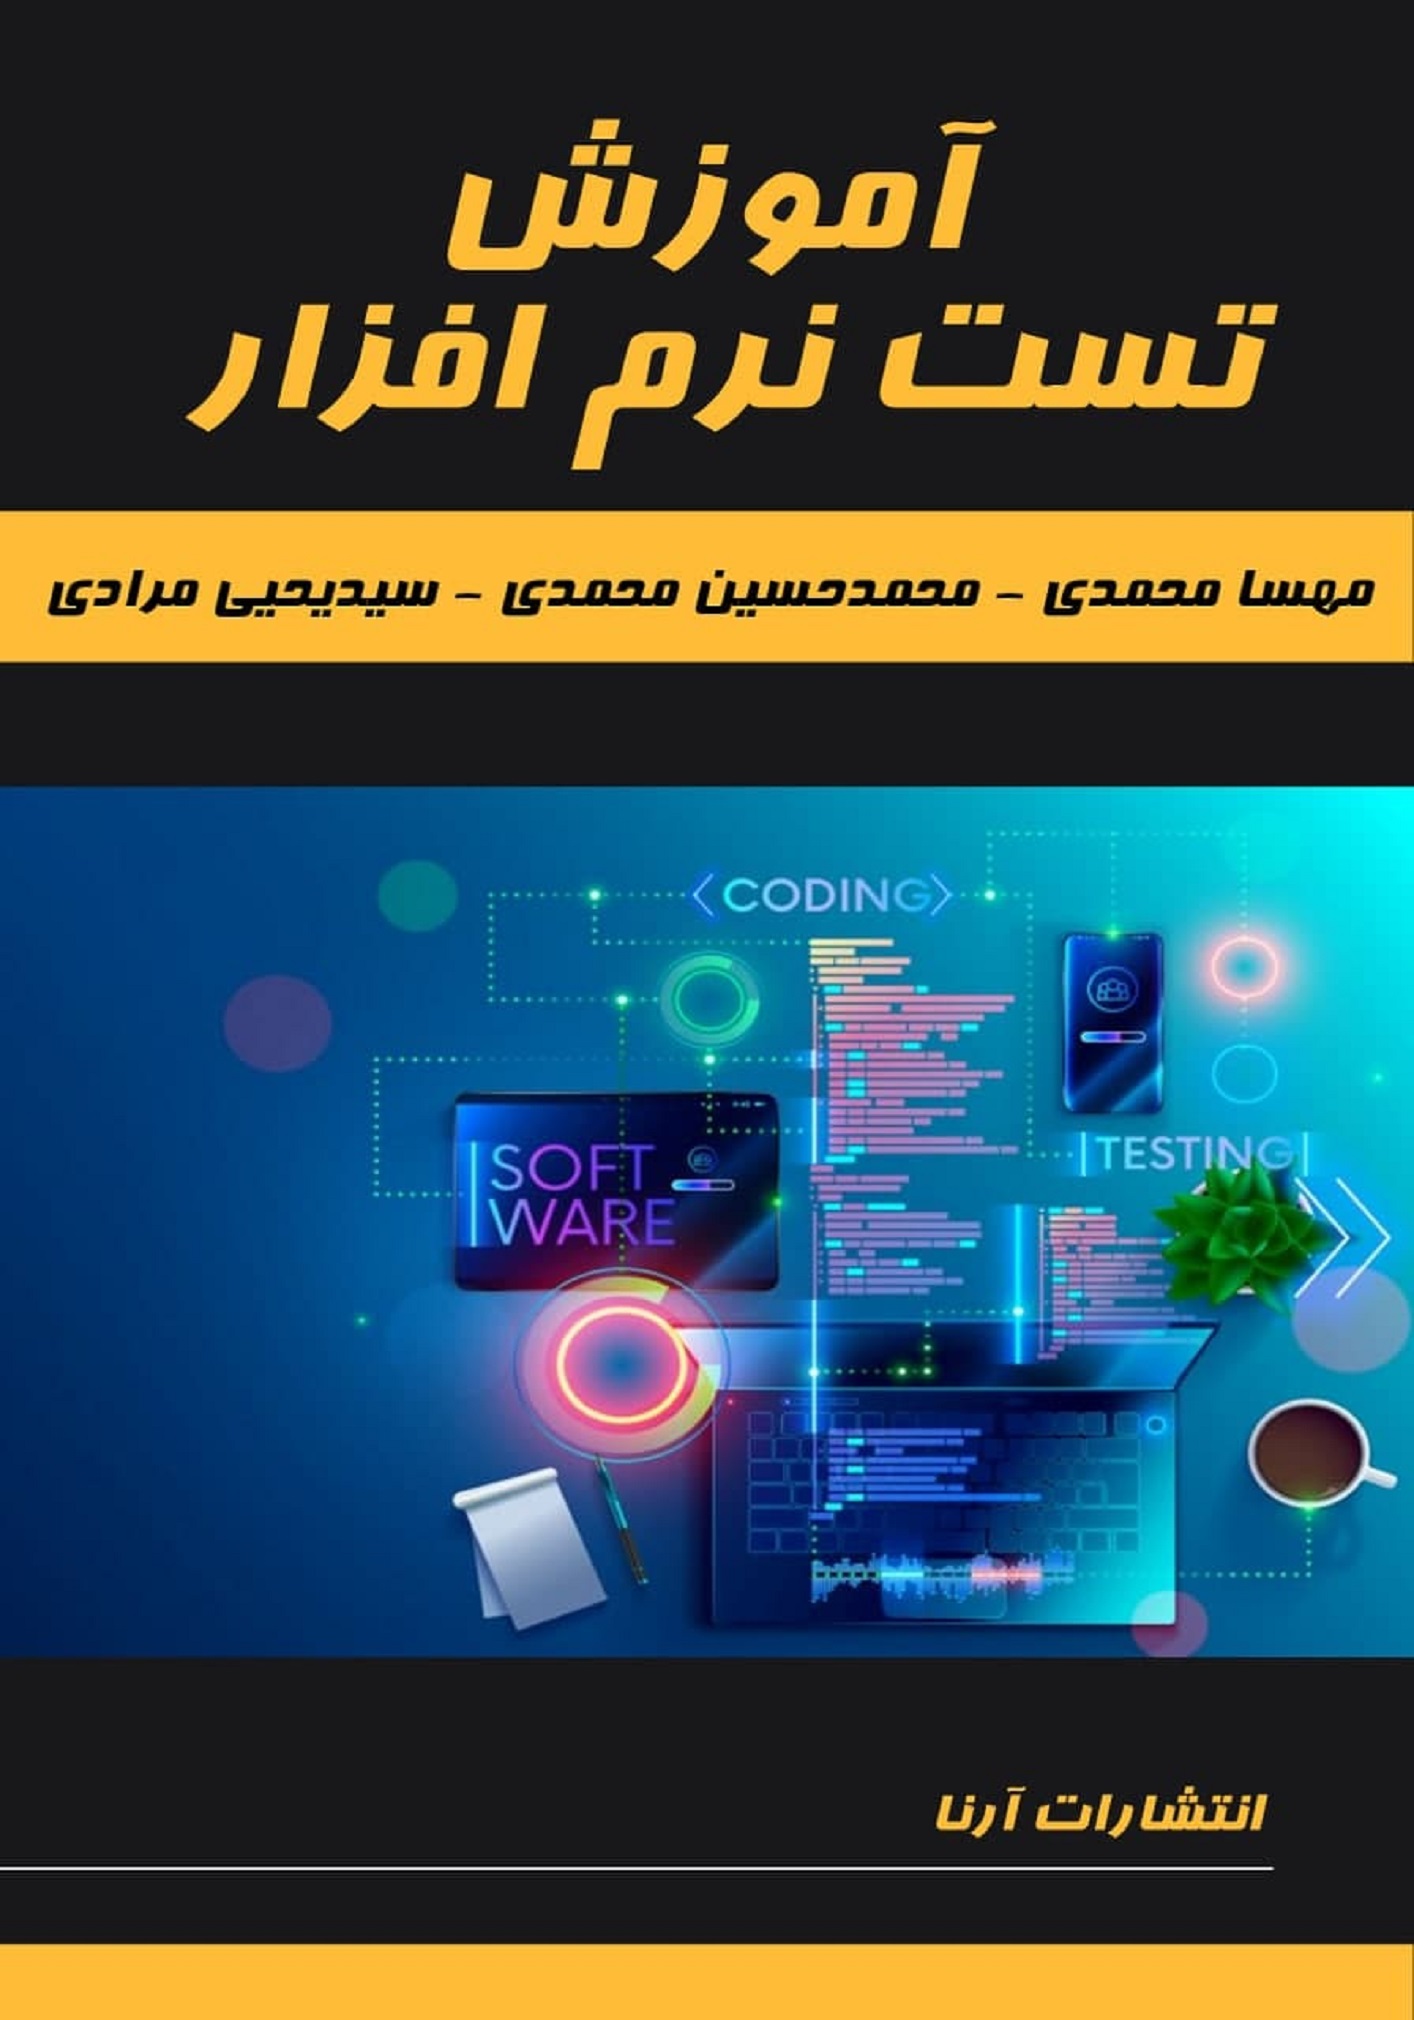 آموزش
تست نرم افزار
مهسا محمدی - محمدحسین محمدی - سیدیحیی مرادی
CODING
SOFT
WARE
TESTING
انتشارات آرنا